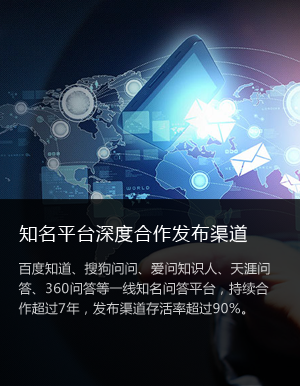 WORLD
知名平台深度合作发布渠道
百度知道、搜狗问问、爱问知识人、天涯问
答、360问答等一线知名问答平台，持续合
作超过7年，发布渠道存活率超过90%。